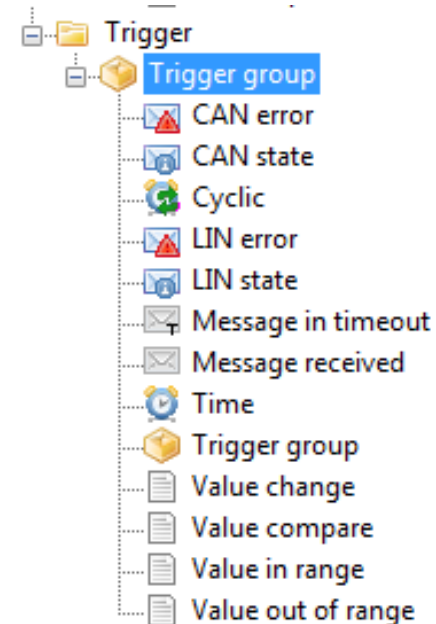 Trigger
Trigger group
CAN error
CAN state
Cyclic
LIN error
LIN state
Message in timeout
Message received
Time
Trigger group
Value change
Value compare
Value in range
Value out of range